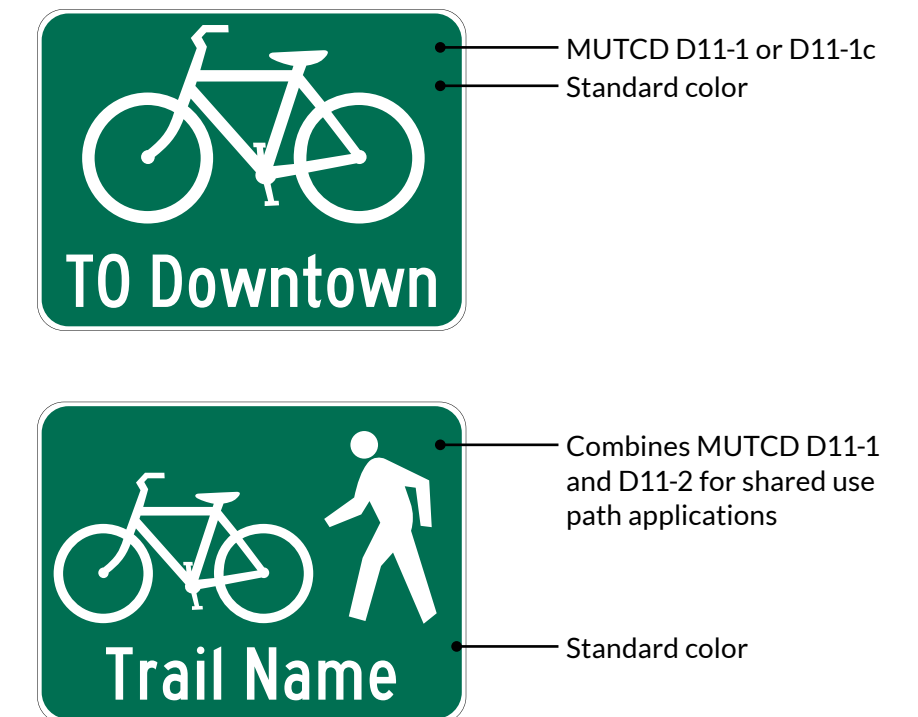 MUTCD D11-1 or D11-1c
Standard color
TO Downtown
Combines MUTCD D11-1
and D11-2 for shared use
path applications
Standard color
Trail Name